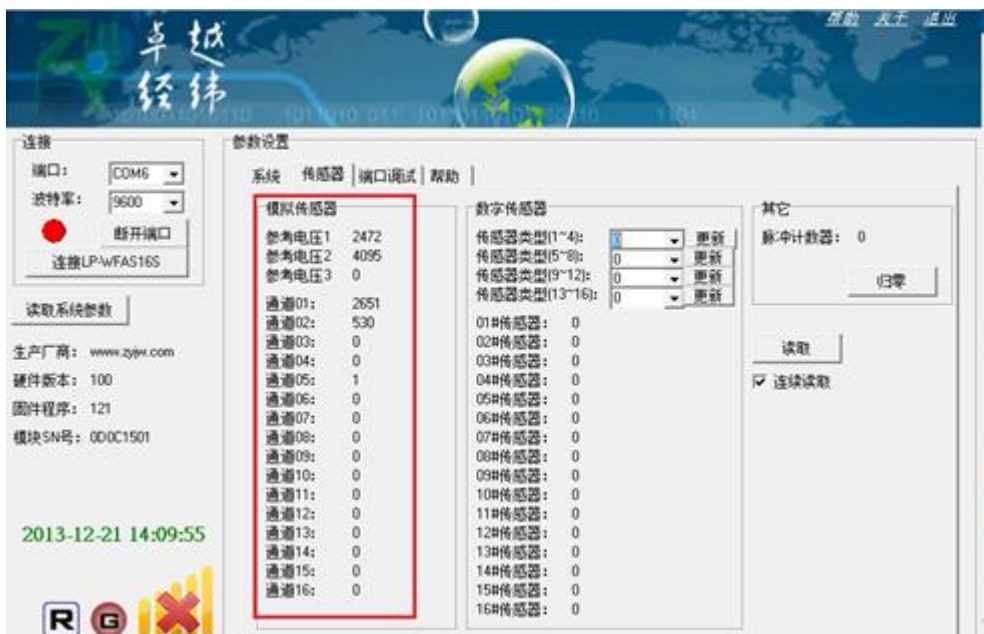 卓越
经纬
帮助 关于 退出
连接
端口： COM6
波特率： 9600
断开端口
连接LP-WFAS16S
读取系统参数
生产厂商： www.zyjw.com
硬件版本： 100
固件程序： 121
模块SN号： 0D0C1501
2013-12-21 14:09:55
R G
参数设置
系统 传感器 端口调试 帮助
模拟传感器
参考电压1 2472
参考电压2 4095
参考电压3 0
通道01： 2651
通道02： 530
通道03： 0
通道04： 0
通道05： 1
通道06： 0
通道07： 0
通道08： 0
通道09： 0
通道10： 0
通道11： 0
通道12： 0
通道13： 0
通道14： 0
通道15： 0
通道16： 0
数字传感器
传感器类型(1~4): 0 更新
传感器类型(5~8): 0 更新
传感器类型(9~12): 0 更新
传感器类型(13~16): 0 更新
01#传感器： 0
02#传感器： 0
03#传感器： 0
04#传感器： 0
05#传感器： 0
06#传感器： 0
07#传感器： 0
08#传感器： 0
09#传感器： 0
10#传感器： 0
11#传感器： 0
12#传感器： 0
13#传感器： 0
14#传感器： 0
15#传感器： 0
16#传感器： 0
其它
脉冲计数器： 0
归零
读取
连续读取